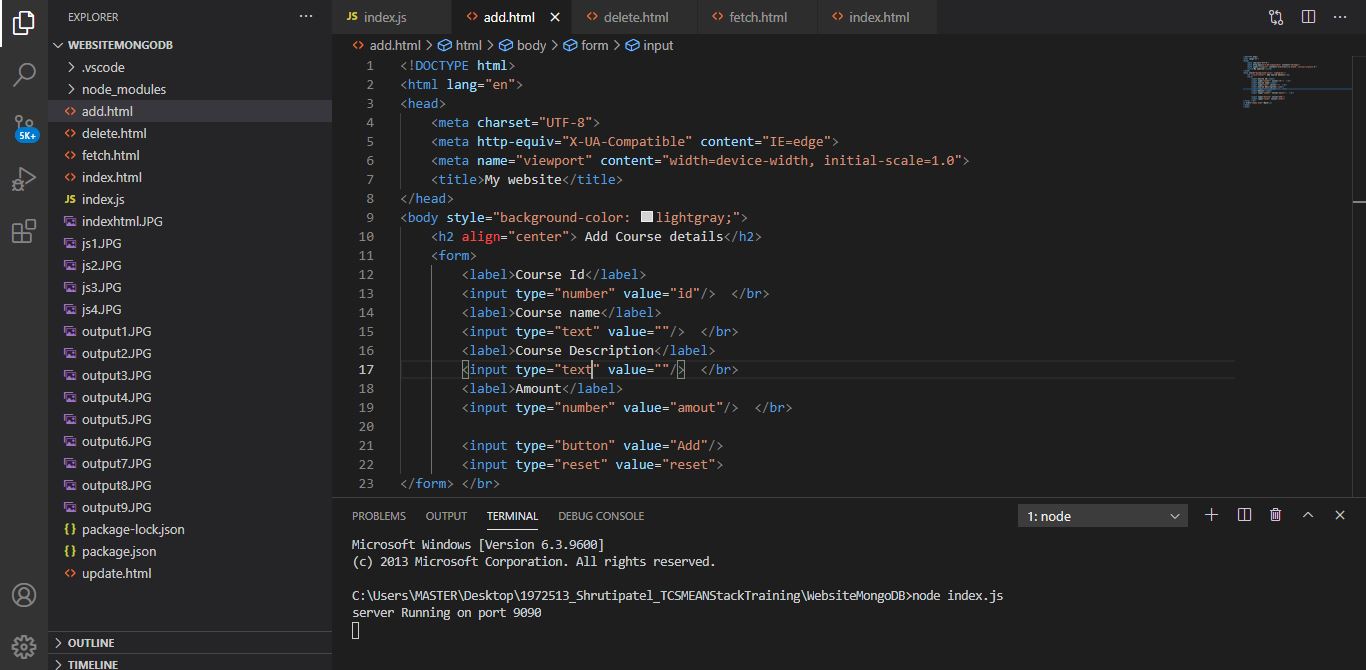 EXPLORER
WEBSITEMONGODB
.vscode
node_modules
add.html
delete.html
fetch.html
index.html
JS index.js
indexhtml.JPG
js1.JPG
js2.JPG
js3.JPG
js4.JPG
output1.JPG
output2.JPG
output3.JPG
output4.JPG
output5.JPG
output6.JPG
output7.JPG
output8.JPG
output9.JPG
{} package-lock.json
{} package.json
update.html
OUTLINE
TIMELINE
5K+
JS index.js <> add.html <> delete.html <> fetch.html <> index.html
<> add.html > html > body > form > input
1 <!DOCTYPE html>
2 <html lang="en">
3 <head>
4 <meta charset="UTF-8">
5 <meta http-equiv="X-UA-Compatible" content="IE=edge">
6 <meta name="viewport" content="width=device-width, initial-scale=1.0">
7 <title>My website</title>
8 </head>
9 <body style="background-color: lightgray;">
10 <h2 align="center"> Add Course details</h2>
11 <form>
12 <label>Course Id</label>
13 <input type="number" value="id"/> </br>
14 <label>Course name</label>
15 <input type="text" value=""/> </br>
16 <label>Course Description</label>
17 <input type="text" value=""/> </br>
18 <label>Amount</label>
19 <input type="number" value="amout"/> </br>
20
21 <input type="button" value="Add"/>
22 <input type="reset" value="reset">
23 </form> </br>
PROBLEMS OUTPUT TERMINAL DEBUG CONSOLE 1: node
Microsoft Windows [Version 6.3.9600]
(c) 2013 Microsoft Corporation. All rights reserved.
C:\Users\MASTER\Desktop\1972513_Shrutipatel_TCSMEANStackTraining\WebsiteMongoDB>node index.js
server Running on port 9090